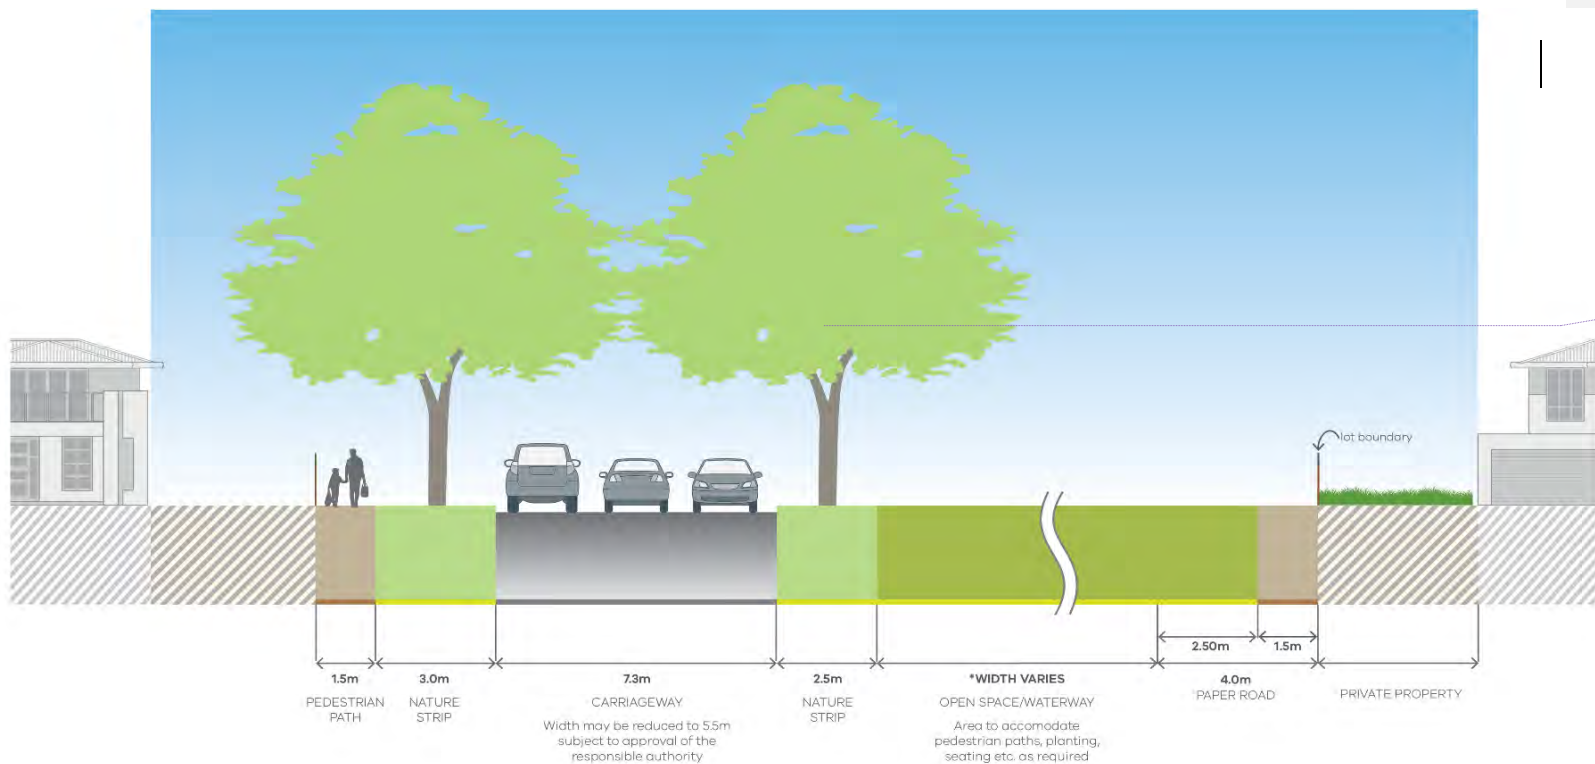 lot boundary
2.50m
1.5m
1.5m
PEDESTRIAN
PATH
3.0m
NATURE
STRIP
7.3m
CARRIAGEWAY
Width may be reduced to 5.5m
subject to approval of the
responsible authority
2.5m
NATURE
STRIP
*WIDTH VARIES
OPEN SPACE/WATERWAY
Area to accomodate
pedestrian paths, planting,
seating etc. as required
4.0m
PAPER ROAD
PRIVATE PROPERTY